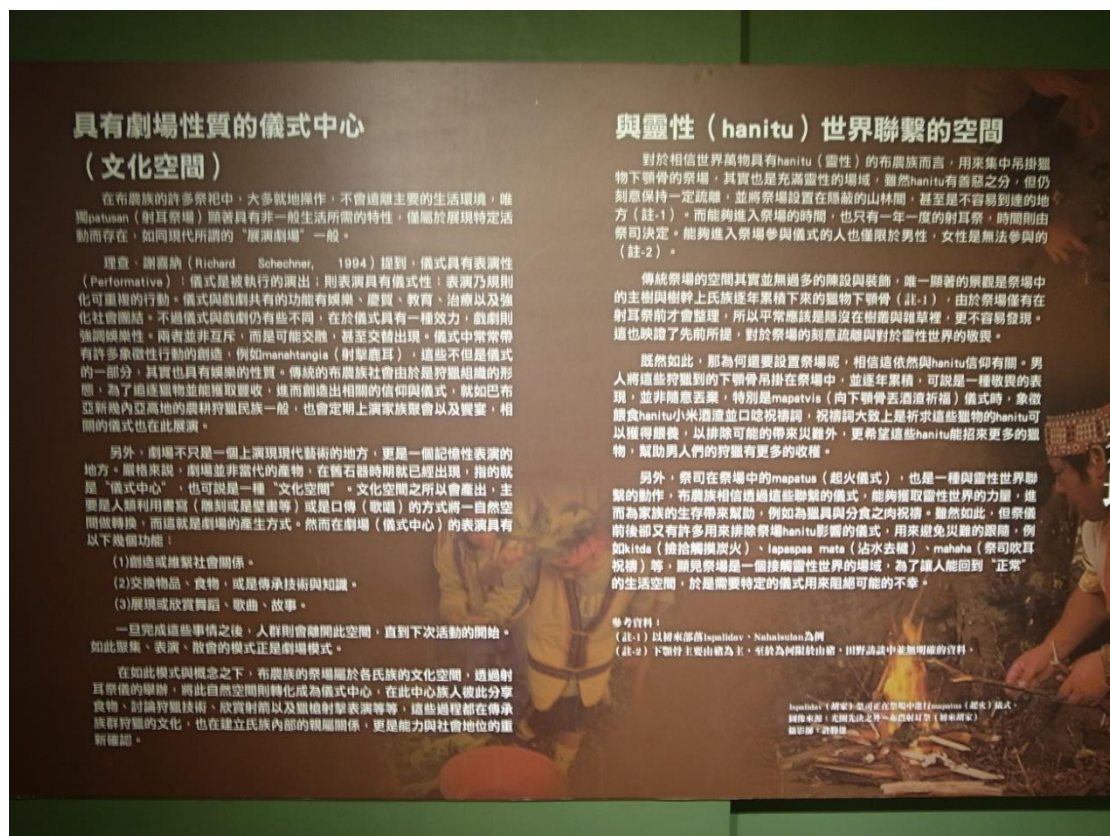 具有劇場性質的儀式中心
（文化空間）
在布農族的許多祭祀中，大多就地操作，不會遠離主要的生活環境，唯
獨patusan（射耳祭場）顯著具有非一般生活所需的特性，僅屬於展現特定活
動而存在，如同現代所謂的〝展演劇場〞一般。
理查．謝喜納（Richard Schechner, 1994）提到，儀式具有表演性
（Performative）：儀式是被執行的演出；則表演具有儀式性：表演乃規則
化可重複的行動。儀式與戲劇共有的功能有娛樂、慶賀、教育、治療以及強
化社會團結。不過儀式與戲劇仍有些不同，在於儀式具有一種效力，戲劇則
強調娛樂性。兩者並非互斥，而是可能交融，甚至交替出現。儀式中常常帶
有許多象徵性行動的創造，例如manahtangia（射擊鹿耳），這些不但是儀式
的一部分，其實也具有娛樂的性質。傳統的布農族社會由於是狩獵組織的形
態，為了追逐獵物並能獲取豐收，進而創造出相關的信仰與儀式，就如巴布
亞新幾內亞高地的農耕狩獵民族一般，也會定期上演家族聚會以及饗宴，相
關的儀式也在此展演。
另外，劇場不只是一個上演現代藝術的地方，更是一個記憶性表演的
地方。嚴格來說，劇場並非當代的產物，在舊石器時期就已經出現，指的就
是〝儀式中心〞，也可說是一種〝文化空間〞。文化空間之所以會產出，主
要是人類利用書寫（雕刻或是壁畫等）或是口傳（歌唱）的方式將一自然空
間做轉換，而這就是劇場的產生方式。然而在劇場（儀式中心）的表演具有
以下幾個功能：
(1)創造或維繫社會關係。
(2)交換物品、食物，或是傳承技術與知識。
(3)展現或欣賞舞蹈、歌曲、故事。
一旦完成這些事情之後，人群則會離開此空間，直到下次活動的開始。
如此聚集、表演、散會的模式正是劇場模式。
在如此模式與概念之下，布農族的祭場屬於各氏族的文化空間，透過射
耳祭儀的舉辦，將此自然空間則轉化成為儀式中心，在此中心族人彼此分享
食物、討論狩獵技術、欣賞射箭以及獵槍射擊表演等等，這些過程都在傳承
族群狩獵的文化，也在建立氏族內部的親屬關係，更是能力與社會地位的重
新確認。
與靈性（hanitu）世界聯繫的空間
對於相信世界萬物具有hanitu（靈性）的布農族而言，用來集中吊掛獵
物下顎骨的祭場，其實也是充滿靈性的場域，雖然hanitu有善惡之分，但仍
刻意保持一定疏離，並將祭場設置在隱蔽的山林間，甚至是不容易到達的地
方（註-1）。而能夠進入祭場的時間，也只有一年一度的射耳祭，時間則由
祭司決定。能夠進入祭場參與儀式的人也僅限於男性，女性是無法參與的
（註-2）。
傳統祭場的空間其實並無過多的陳設與裝飾，唯一顯著的景觀是祭場中
的主樹與樹幹上氏族逐年累積下來的獵物下顎骨（註-1），由於祭場僅有在
射耳祭前才會整理，所以平常應該是隱沒在樹叢與雜草裡，更不容易發現。
這也映證了先前所提，對於祭場的刻意疏離與對於靈性世界的敬畏。
既然如此，那為何還要設置祭場呢，相信這依然與hanitu信仰有關。男
人將這些狩獵到的下顎骨吊掛在祭場中，並逐年累積，可說是一種敬畏的表
現，並非隨意丟棄，特別是mapatvis（向下顎骨丟酒渣祈福）儀式時，象徵
餵食hanitu小米酒渣並口唸祝禱詞，祝禱詞大致上是祈求這些獵物的hanitu可
以獲得餵養，以排除可能的帶來災難外，更希望這些hanitu能招來更多的獵
物，幫助男人們的狩獵有更多的收穫。
另外，祭司在祭場中的mapatus（起火儀式），也是一種與靈性世界聯
繫的動作，布農族相信透過這些聯繫的儀式，能夠獲取靈性世界的力量，進
而為家族的生存帶來幫助，例如為獵具與分食之肉祝禱。雖然如此，但祭儀
前後卻又有許多用來排除祭場hanitu影響的儀式，用來避免災難的跟隨，例
如kitda（撿拾觸摸炭火）、lapaspas mata（沾水去穢）、mahaha（祭司吹耳
祝禱）等，顯見祭場是一個接觸靈性世界的場域，為了讓人能回到〝正常〞
的生活空間，於是需要特定的儀式用來阻絕可能的不幸。
參考資料：
（註-1）以初來部落Ispalidav、Nahaisulan為例
（註-2）下顎骨主要山豬為主，至於為何限於山豬，田野訪談中並無明確的資料。
Ispalidav（胡家）祭司正在祭場中進行mapatus（起火）儀式。
圖像來源：光圈先決之外－布農射耳祭（初來胡家）
攝影師：許勝雄